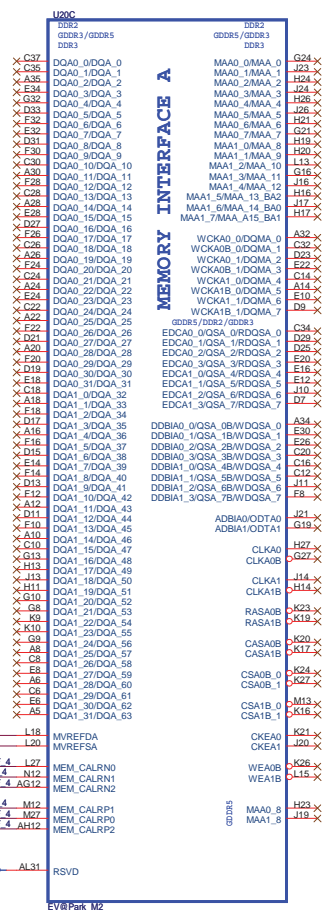 U20C
DDR2
GDDR3/GDDR5
DDR3
C37 DQA0_0/DQA_0
C35 DQA0_1/DQA_1
A35 DQA0_2/DQA_2
E34 DQA0_3/DQA_3
G32 DQA0_4/DQA_4
D33 DQA0_5/DQA_5
F32 DQA0_6/DQA_6
E32 DQA0_7/DQA_7
D31 DQA0_8/DQA_8
F30 DQA0_9/DQA_9
C30 DQA0_10/DQA_10
A30 DQA0_11/DQA_11
F28 DQA0_12/DQA_12
C28 DQA0_13/DQA_13
A28 DQA0_14/DQA_14
E28 DQA0_15/DQA_15
D27 DQA0_16/DQA_16
F26 DQA0_17/DQA_17
C26 DQA0_18/DQA_18
A26 DQA0_19/DQA_19
F24 DQA0_20/DQA_20
C24 DQA0_21/DQA_21
A24 DQA0_22/DQA_22
E24 DQA0_23/DQA_23
C22 DQA0_24/DQA_24
A22 DQA0_25/DQA_25
F22 DQA0_26/DQA_26
D21 DQA0_27/DQA_27
A20 DQA0_28/DQA_28
F20 DQA0_29/DQA_29
D19 DQA0_30/DQA_30
E18 DQA0_31/DQA_31
C18 DQA1_0/DQA_32
A18 DQA1_1/DQA_33
F18 DQA1_2/DQA_34
D17 DQA1_3/DQA_35
A16 DQA1_4/DQA_36
F16 DQA1_5/DQA_37
D15 DQA1_6/DQA_38
E14 DQA1_7/DQA_39
F14 DQA1_8/DQA_40
D13 DQA1_9/DQA_41
F12 DQA1_10/DQA_42
A12 DQA1_11/DQA_43
D11 DQA1_12/DQA_44
F10 DQA1_13/DQA_45
A10 DQA1_14/DQA_46
C10 DQA1_15/DQA_47
G13 DQA1_16/DQA_48
H13 DQA1_17/DQA_49
J13 DQA1_18/DQA_50
H11 DQA1_19/DQA_51
G10 DQA1_20/DQA_52
G8 DQA1_21/DQA_53
K9 DQA1_22/DQA_54
K10 DQA1_23/DQA_55
G9 DQA1_24/DQA_56
A8 DQA1_25/DQA_57
C8 DQA1_26/DQA_58
E8 DQA1_27/DQA_59
A6 DQA1_28/DQA_60
C6 DQA1_29/DQA_61
E6 DQA1_30/DQA_62
A5 DQA1_31/DQA_63
L18 MVREFDA
L20 MVREFSA
4 L27 MEM_CALRN0
4 N12 MEM_CALRN1
4 AG12 MEM_CALRN2
4 M12 MEM_CALRP1
4 M27 MEM_CALRP0
4 AH12 MEM_CALRP2
AL31 RSVD
MEMORY INTERFACE A
DDR2
GDDR5/GDDR3
DDR3
MAA0_0/MAA_0 G24
MAA0_1/MAA_1 J23
MAA0_2/MAA_2 H24
MAA0_3/MAA_3 J24
MAA0_4/MAA_4 H26
MAA0_5/MAA_5 J26
MAA0_6/MAA_6 H21
MAA0_7/MAA_7 G21
MAA1_0/MAA_8 H19
MAA1_1/MAA_9 H20
MAA1_2/MAA_10 L13
MAA1_3/MAA_11 G16
MAA1_4/MAA_12 J16
MAA1_5/MAA_13_BA2 H16
MAA1_6/MAA_14_BA0 J17
MAA1_7/MAA_A15_BA1 H17
WCKA0_0/DQMA_0 A32
WCKA0B_0/DQMA_1 C32
WCKA0_1/DQMA_2 D23
WCKA0B_1/DQMA_3 E22
WCKA1_0/DQMA_4 C14
WCKA1B_0/DQMA_5 A14
WCKA1_1/DQMA_6 E10
WCKA1B_1/DQMA_7 D9
GDDR5/DDR2/GDDR3
EDCA0_0/QSA_0/RDQSA_0 C34
EDCA0_1/QSA_1/RDQSA_1 D29
EDCA0_2/QSA_2/RDQSA_2 D25
EDCA0_3/QSA_3/RDQSA_3 E20
EDCA1_0/QSA_4/RDQSA_4 E16
EDCA1_1/QSA_5/RDQSA_5 E12
EDCA1_2/QSA_6/RDQSA_6 J10
EDCA1_3/QSA_7/RDQSA_7 D7
DDBIA0_0/QSA_0B/WDQSA_0 A34
DDBIA0_1/QSA_1B/WDQSA_1 E30
DDBIA0_2/QSA_2B/WDQSA_2 E26
DDBIA0_3/QSA_3B/WDQSA_3 C20
DDBIA1_0/QSA_4B/WDQSA_4 C16
DDBIA1_1/QSA_5B/WDQSA_5 C12
DDBIA1_2/QSA_6B/WDQSA_6 J11
DDBIA1_3/QSA_7B/WDQSA_7 F8
ADBIA0/ODTA0 J21
ADBIA1/ODTA1 G19
CLKA0 H27
CLKA0B G27
CLKA1 J14
CLKA1B H14
RASA0B K23
RASA1B K19
CASA0B K20
CASA1B K17
CSA0B_0 K24
CSA0B_1 K27
CSA1B_0 M13
CSA1B_1 K16
CKEA0 K21
CKEA1 J20
WEA0B K26
WEA1B L15
GDDR5
MAA0_8 H23
MAA1_8 J19
EV@Park_M2